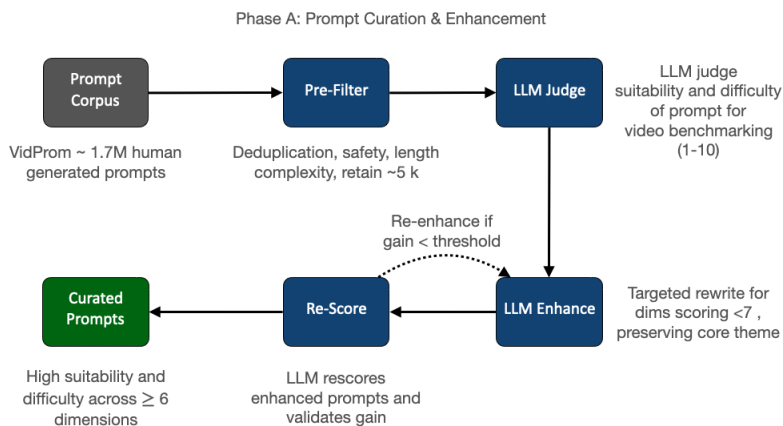 Phase A: Prompt Curation & Enhancement
Prompt
Corpus
Pre-Filter
LLM Judge
VidProm ~ 1.7M human
generated prompts
Deduplication, safety, length
complexity, retain ~5 k
LLM judge
suitability and difficulty
of prompt for
video benchmarking
(1-10)
Re-enhance if
gain < threshold
Curated
Prompts
Re-Score
LLM Enhance
Targeted rewrite for
dims scoring <7 ,
preserving core theme
High suitability and
difficulty across ≥ 6
dimensions
LLM rescores
enhanced prompts and
validates gain